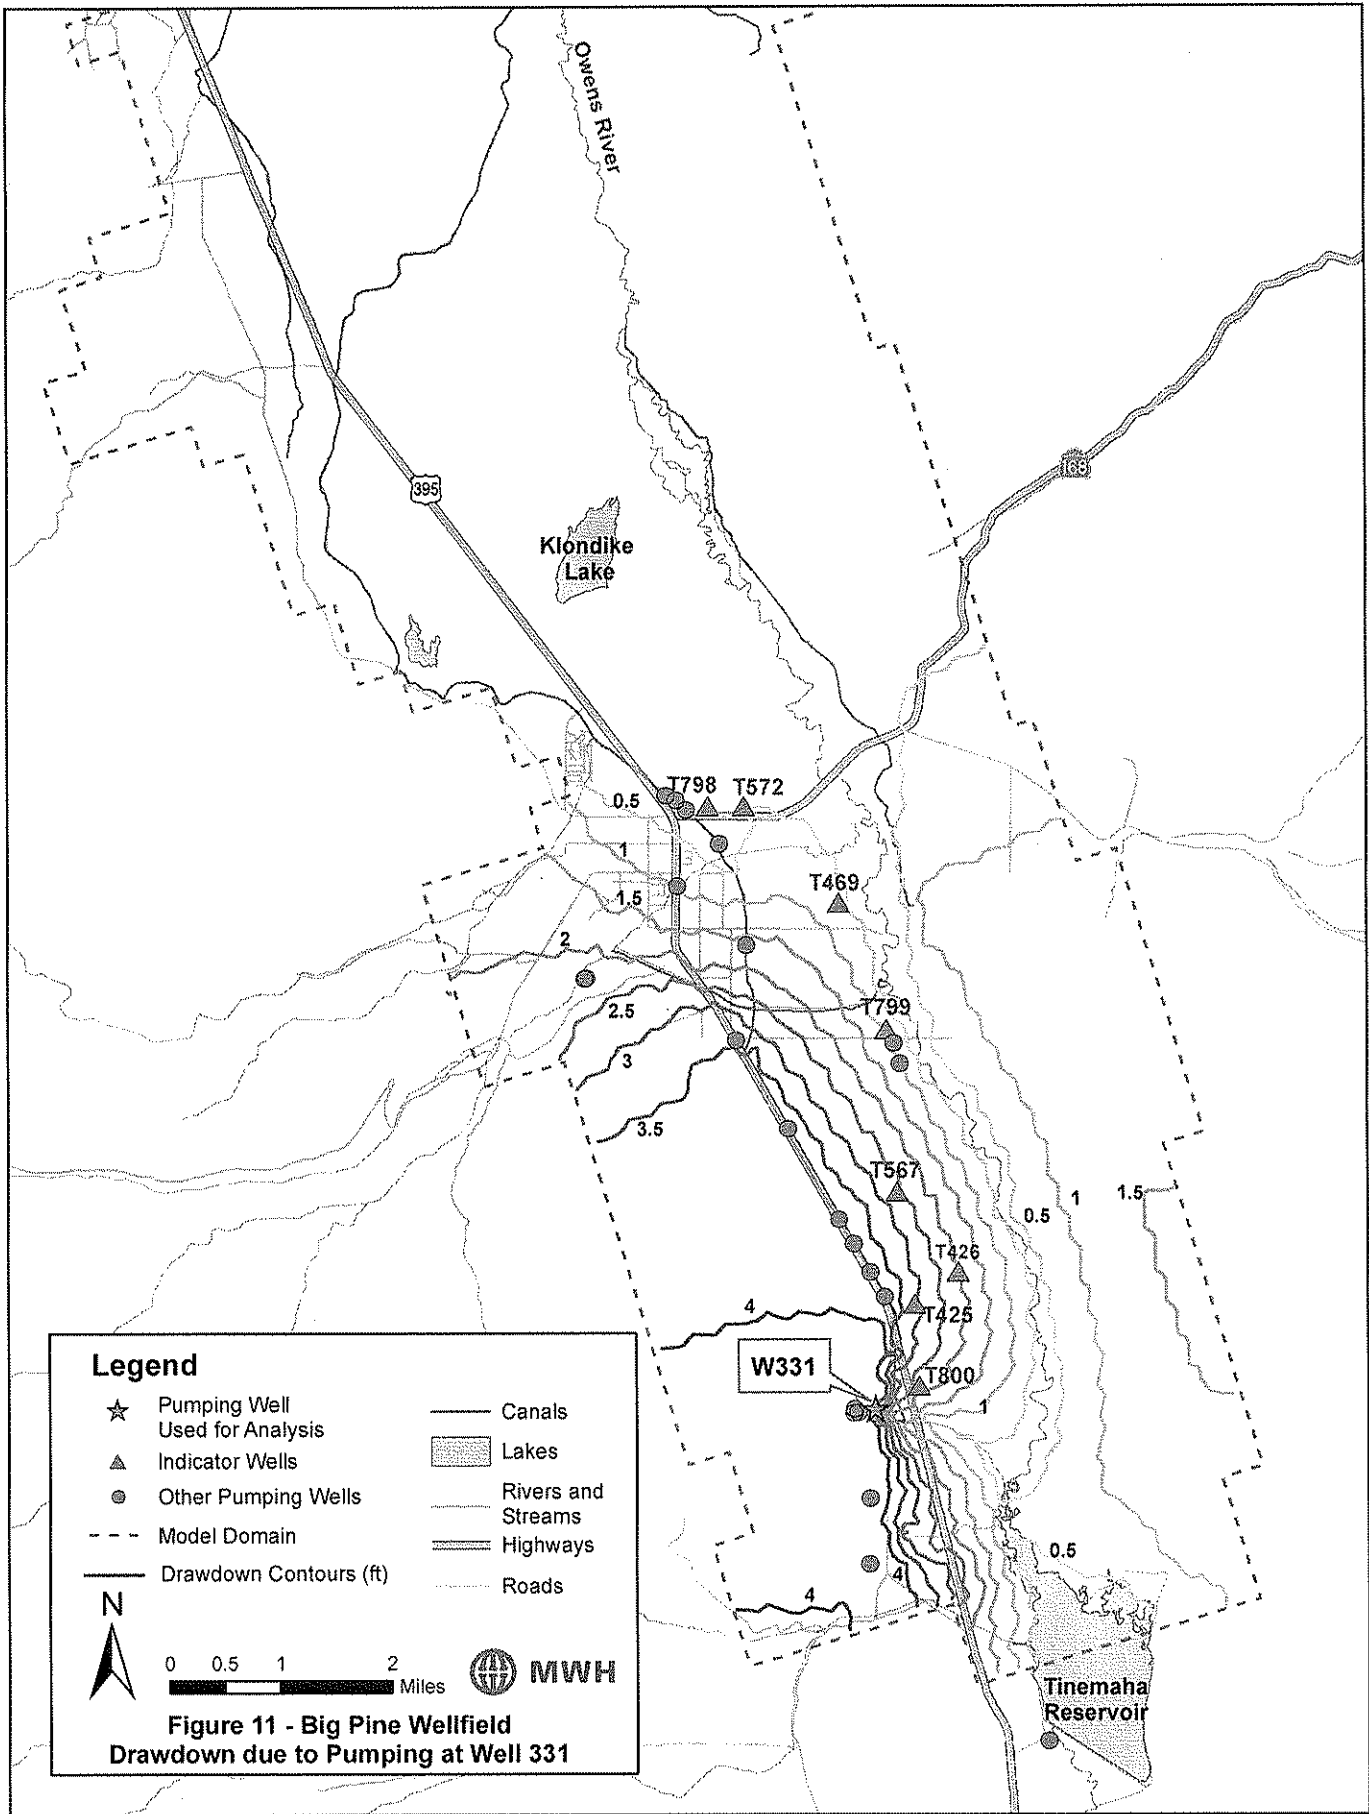 Owens River
395
168
Klondike
Lake
T798
T572
0.5
1
T469
1.5
2
T799
2.5
3
3.5
T567
1
1.5
0.5
T426
4
T425
W331
T800
1
0.5
4
4
Tinemaha
Reservoir
Legend
Pumping Well
Used for Analysis
Indicator Wells
Other Pumping Wells
Model Domain
Drawdown Contours (ft)
Canals
Lakes
Rivers and
Streams
Highways
Roads
N
0 0.5 1 2
Miles
MWH
Figure 11 - Big Pine Wellfield
Drawdown due to Pumping at Well 331